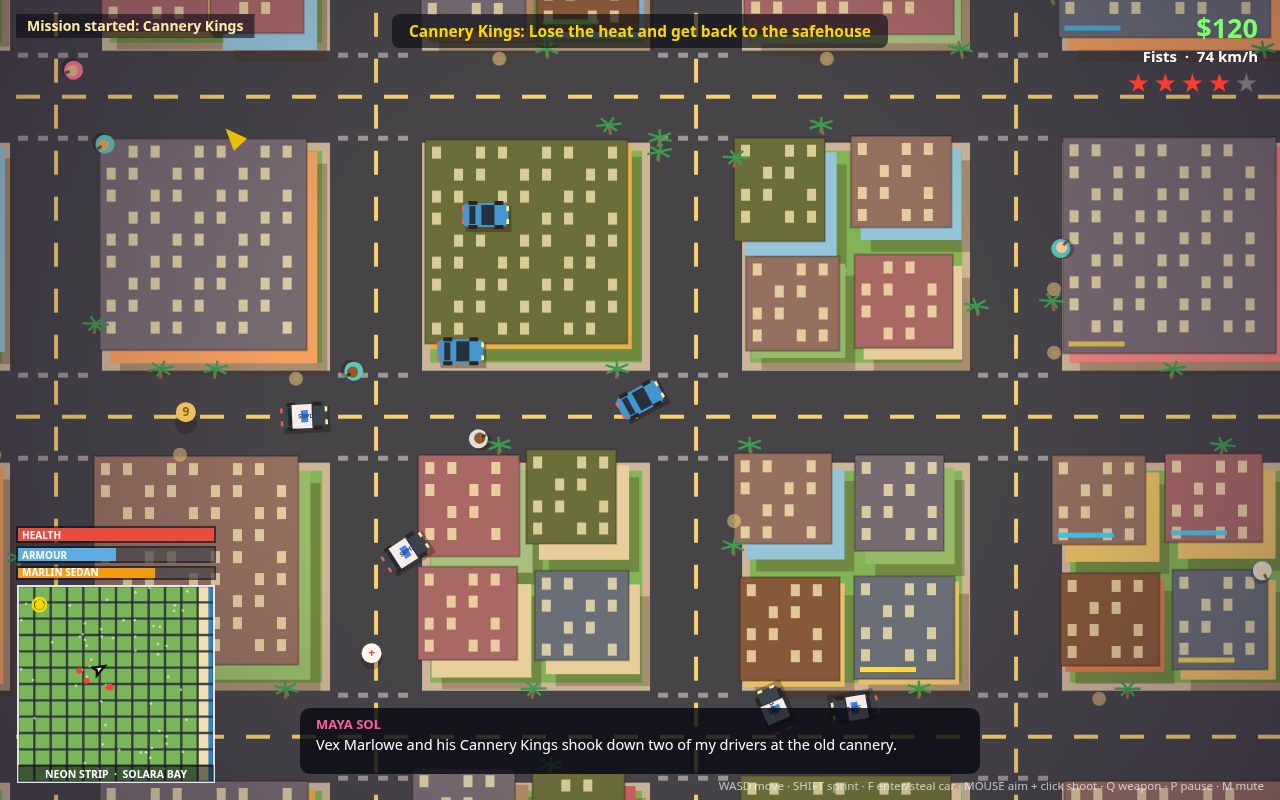 Mission started: Cannery Kings
Cannery Kings: Lose the heat and get back to the safehouse
$120
Fists · 74 km/h
9
HEALTH
ARMOUR
MARLIN SEDAN
NEON STRIP · SOLARA BAY
MAYA SOL
Vex Marlowe and his Cannery Kings shook down two of my drivers at the old cannery.
WASD move · SHIFT sprint · F enter/steal car · MOUSE aim + click shoot · Q weapon · P pause · M mute